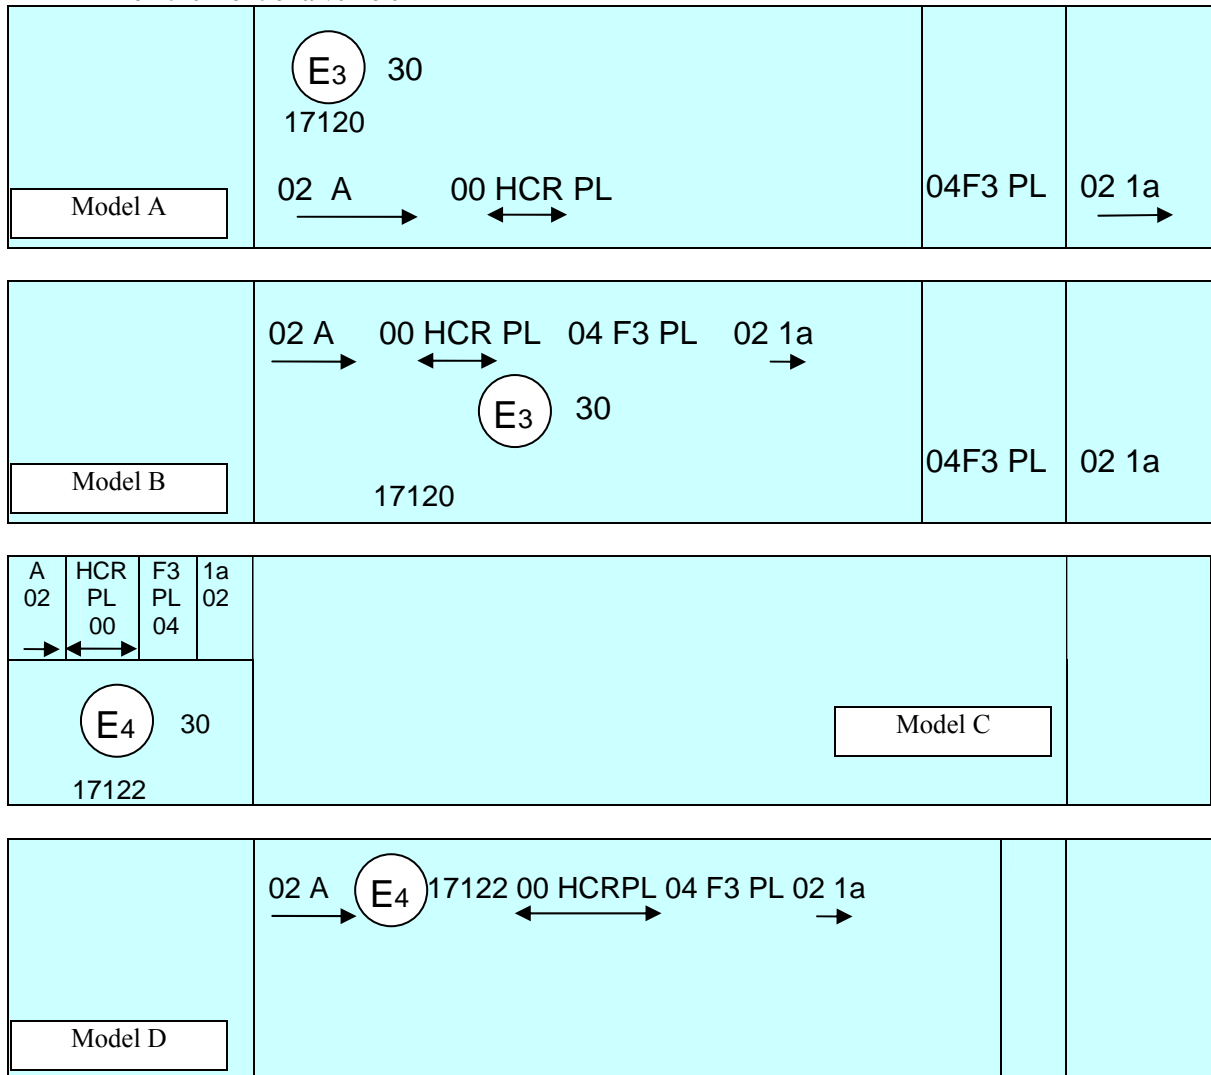 E3 30
17120
02 A 00 HCR PL 04F3 PL 02 1a
Model A
02 A 00 HCR PL 04 F3 PL 02 1a
E3 30
04F3 PL 02 1a
Model B
17120
A HCR F3 1a
02 PL PL 02
00 04
E4 30
Model C
17122
02 A E4 17122 00 HCRPL 04 F3 PL 02 1a
Model D